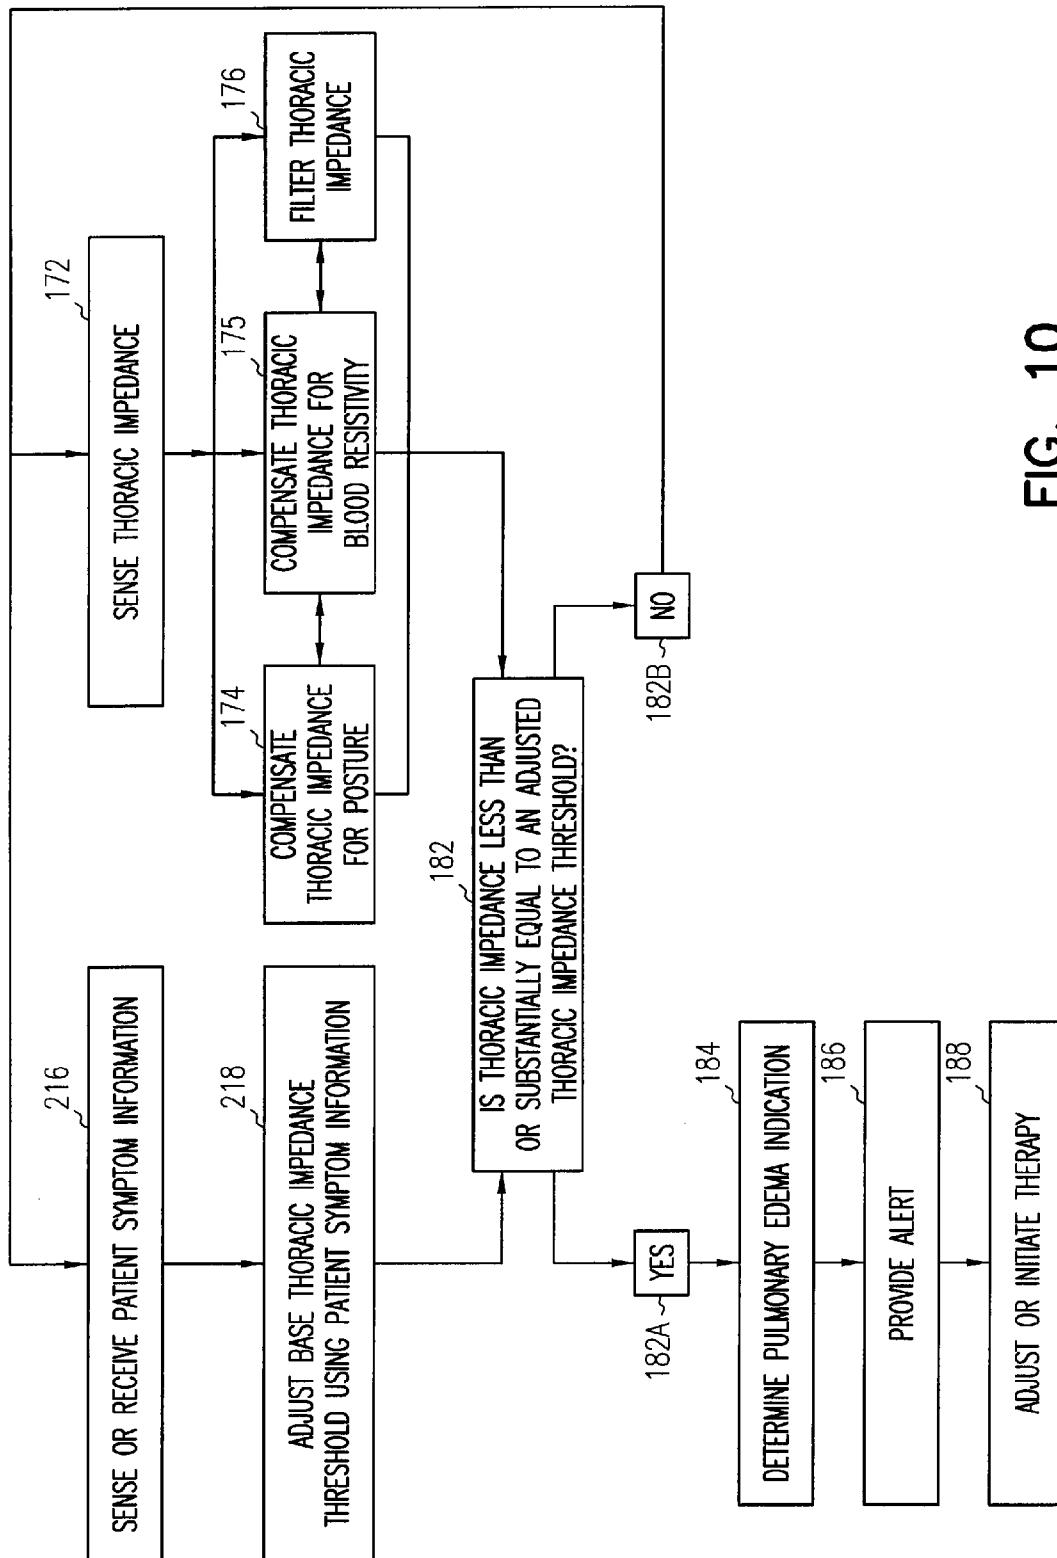 216
SENSE OR RECEIVE PATIENT SYMPTOM INFORMATION
218
ADJUST BASE THORACIC IMPEDANCE
THRESHOLD USING PATIENT SYMPTOM INFORMATION
172
SENSE THORACIC IMPEDANCE
174
COMPENSATE
THORACIC IMPEDANCE
FOR POSTURE
175
COMPENSATE THORACIC
IMPEDANCE FOR
BLOOD RESISTIVITY
176
FILTER THORACIC
IMPEDANCE
182
IS THORACIC IMPEDANCE LESS THAN
OR SUBSTANTIALLY EQUAL TO AN ADJUSTED
THORACIC IMPEDANCE THRESHOLD?
182A
YES
182B
NO
184
DETERMINE PULMONARY EDEMA INDICATION
186
PROVIDE ALERT
188
ADJUST OR INITIATE THERAPY
FIG. 10